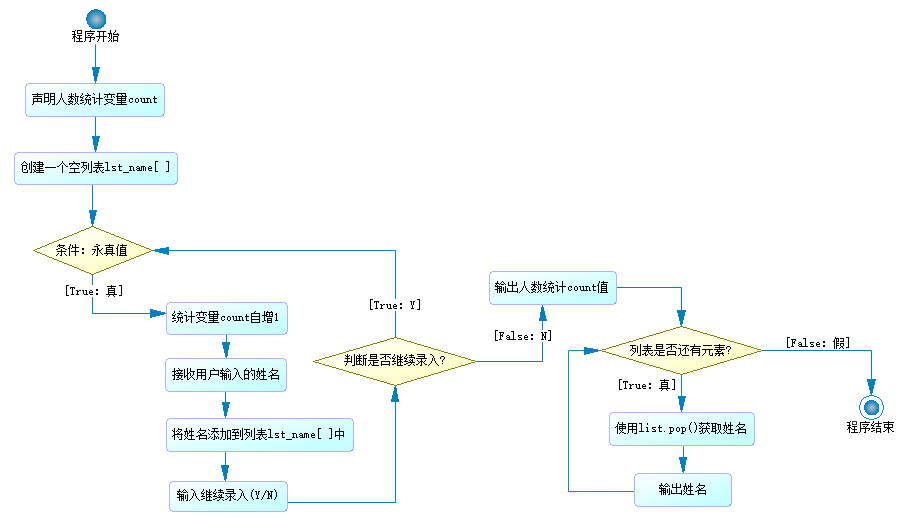 程序开始
声明人数统计变量count
创建一个空列表lst_name[ ]
条件: 永真值
[True: 真]
统计变量count自增1
接收用户输入的姓名
将姓名添加到列表lst_name[ ]中
输入继续录入(Y/N)
判断是否继续录入?
[True: Y]
[False: N]
输出人数统计count值
列表是否还有元素?
[True: 真]
使用list.pop()获取姓名
输出姓名
[False: 假]
程序结束